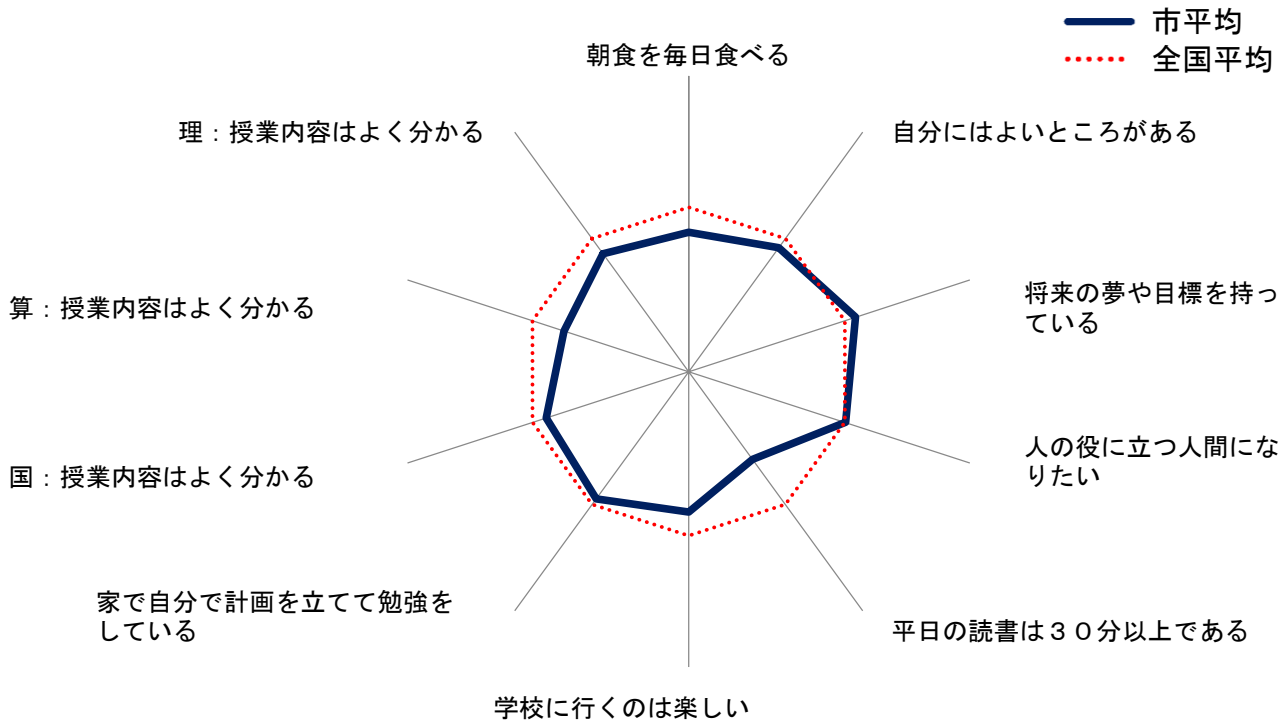 市平均
全国平均
朝食を毎日食べる
自分にはよいところがある
将来の夢や目標を持っ
ている
人の役に立つ人間にな
りたい
平日の読書は３０分以上である
学校に行くのは楽しい
家で自分で計画を立てて勉強を
している
国：授業内容はよく分かる
算：授業内容はよく分かる
理：授業内容はよく分かる